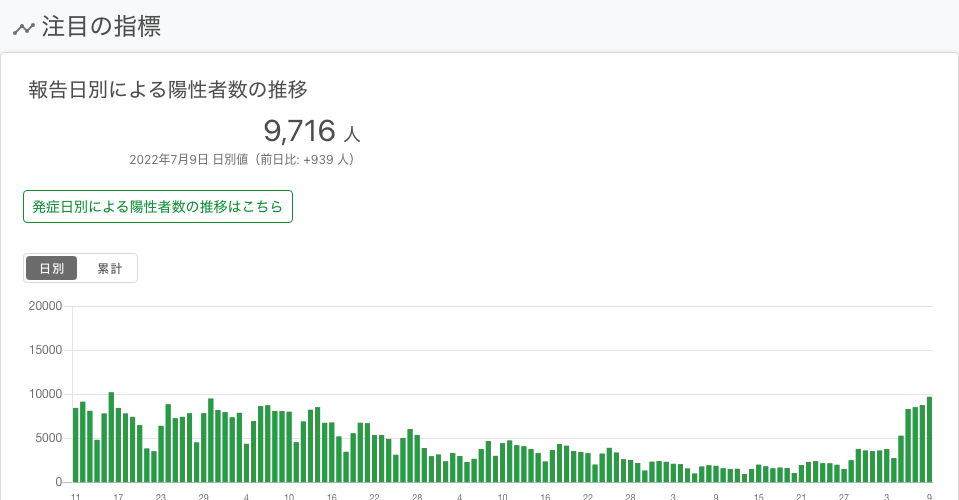 注目の指標
報告日別による陽性者数の推移
9,716 人
2022年7月9日 日別値（前日比: +939 人）
発症日別による陽性者数の推移はこちら
日別 累計
20000
15000
10000
5000
0
11 17 23 29 4 10 16 22 28 4 10 16 22 28 3 9 15 21 27 3 9